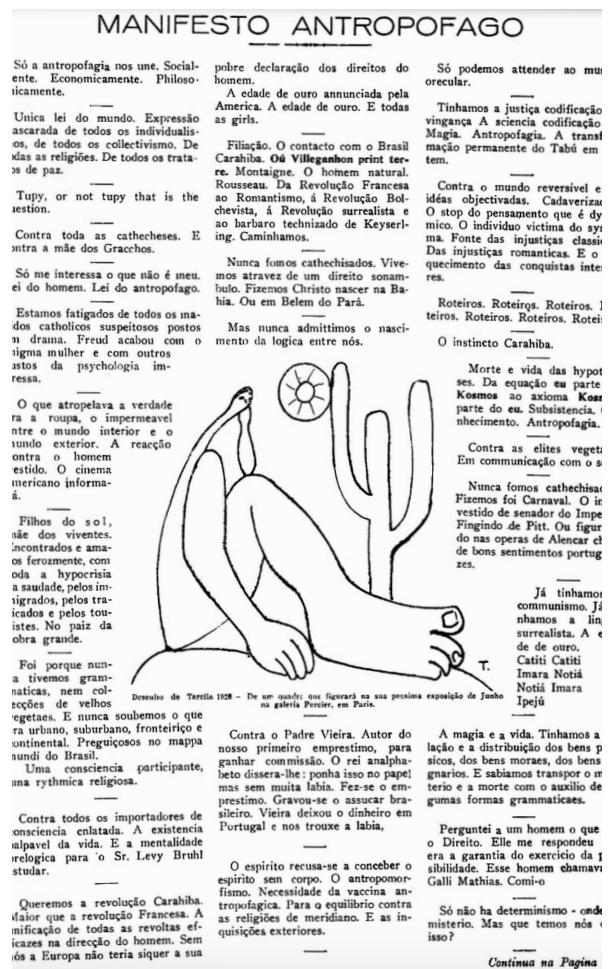 MANIFESTO ANTROPOFAGO
Só a antropofagia nos une. Social-
ente. Economicamente. Philoso-
icamente.
Unica lei do mundo. Expressão
ascarada de todos os individualis-
os, de todos os collectivismo. De
das as religiões. De todos os trata-
os de paz.
Tupy, or not tupy that is the
estion.
Contra toda as cathecheses. E
ontra a mãe dos Gracchos.
Só me interessa o que não é meu.
ei do homem. Lei do antropofago.
Estamos fatigados de todos os ma-
dos catholicos suspeitosos postos
m drama. Freud acabou com o
igma mulher e com outros
ustos da psychologia im-
ressa.
O que atropelava a verdade
ra a roupa, o impermeavel
ntre o mundo interior e o
undo exterior. A reacção
ontra o homem
estido. O cinema
mericano informa-
á.
Filhos do sol,
ãe dos viventes.
ncontrados e ama-
os ferozmente, com
oda a hypocrisia
a saudade, pelos im-
igrados, pelos tra-
icados e pelos tou-
istes. No paiz da
obra grande.
Foi porque nun-
a tivemos gram-
maticas, nem col-
ecções de velhos
egetaes. E nunca soubemos o que
ra urbano, suburbano, fronteiriço e
ontinental. Preguiçosos no mappa
undi do Brasil.
Uma consciencia participante,
ma rythmica religiosa.
Contra todos os importadores de
onsciencia enlatada. A existencia
alpavel da vida. E a mentalidade
relogica para o Sr. Levy Bruhl
studar.
Queremos a revolução Carahiba.
Maior que a revolução Francesa. A
nificação de todas as revoltas ef-
icazes na direcção do homem. Sem
ós a Europa não teria siquer a sua
pobre declaração dos direitos do
homem.
A edade de ouro annunciada pela
America. A edade de ouro. E todas
as girls.
Filiação. O contacto com o Brasil
Carahiba. Oú Villeganhon print ter-
re. Montaigne. O homem natural.
Rousseau. Da Revolução Francesa
ao Romantismo, á Revolução Bol-
chevista, á Revolução surrealista e
ao barbaro technizado de Keyserl-
ing. Caminhamos.
Nunca fomos cathechisados. Vive-
mos atravez de um direito sonam-
bulo. Fizemos Christo nascer na Ba-
hia. Ou em Belem do Pará.
Mas nunca admittimos o nasci-
mento da logica entre nós.
T.
Desenho de Tarsila 1928 - De um quadro que figurará na sua proxima exposição de Junho
na galeria Percier, em Paris.
Contra o Padre Vieira. Autor do
nosso primeiro emprestimo, para
ganhar commissão. O rei analpha-
beto dissera-lhe: ponha isso no papel
mas sem muita labia. Fez-se o em-
prestimo. Gravou-se o assucar bra-
sileiro. Vieira deixou o dinheiro em
Portugal e nos trouxe a labia,
O espirito recusa-se a conceber o
espirito sem corpo. O antropomor-
fismo. Necessidade da vaccina an-
tropofagica. Para o equilibrio contra
as religiões de meridiano. E as in-
quisições exteriores.
Só podemos attender ao mu
orecular.
Tinhamos a justiça codificação
vingança A sciencia codificação
Magia. Antropofagia. A transf
mação permanente do Tabú em
tem.
Contra o mundo reversível e
idéas objectivadas. Cadaveriza
O stop do pensamento que é dy
mico. O individuo victima do sy
ma. Fonte das injustiças classi
Das injustiças romanticas. E o
quecimento das conquistas inte
res.
Roteiros. Roteiros. Roteiros.
teiros. Roteiros. Roteiros. Rotei
O instincto Carahiba.
Morte e vida das hypot
ses. Da equação eu parte
Kosmos ao axioma Kos
parte do eu. Subsistencia.
nhecimento. Antropofagia.
Contra as elites veget
Em communicação com o s
Nunca fomos cathechisa
Fizemos foi Carnaval. O in
vestido de senador do Impe
Fingindo de Pitt. Ou figur
do nas operas de Alencar ch
de bons sentimentos portug
zes.
Já tinhamos
communismo. Já
nhamos a lin
surrealista. A e
de de ouro.
Catiti Catiti
Imara Notiá
Notiá Imara
Ipejú
A magia e a vida. Tinhamos a
lação e a distribuição dos bens p
sicos, dos bens moraes, dos bens
gnarios. E sabiamos transpor o m
terio e a morte com o auxilio de
gumas formas grammaticaes.
Perguntei a um homem o que
o Direito. Elle me respondeu
era a garantia do exercicio da p
sibilidade. Esse homem chamava
Galli Mathias. Comi-o
Só não ha determinismo - onde
misterio. Mas que temos nós
isso?
Continua na Pagina